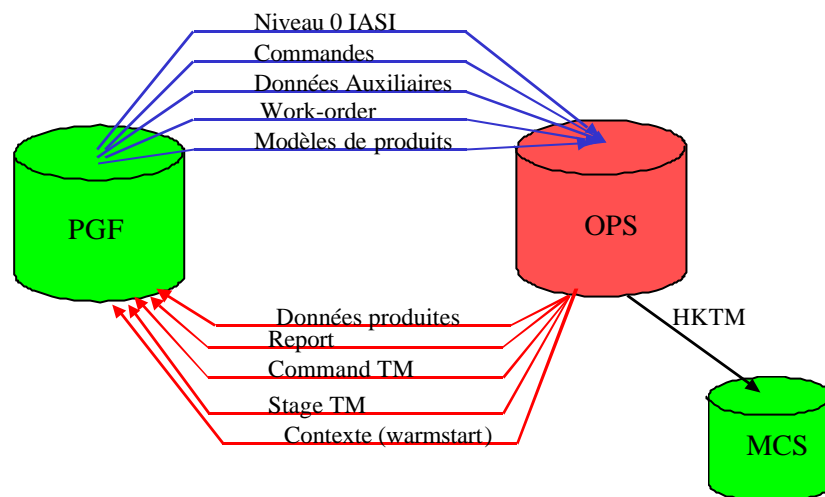 Niveau 0 IASI
Commandes
Données Auxiliaires
Work-order
Modèles de produits
PGF
OPS
Données produites
Report
Command TM
Stage TM
Contexte (warmstart)
HKTM
MCS